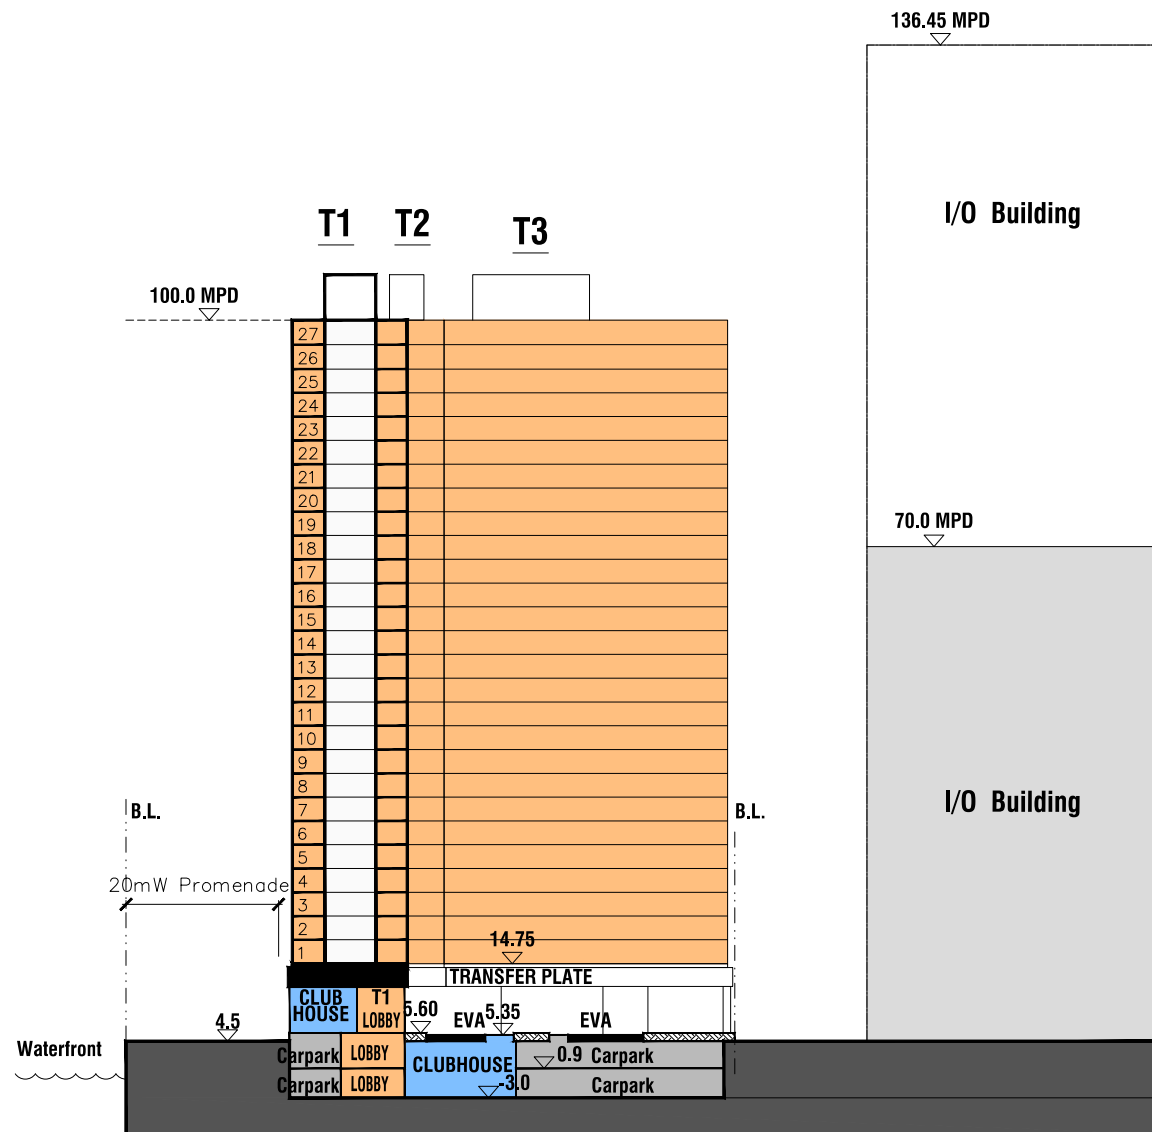 136.45 MPD
I/O Building
T1
T2
T3
100.0 MPD
27
26
25
24
23
22
21
20
19
18
17
16
15
14
13
12
11
10
9
8
7
6
5
4
3
2
1
70.0 MPD
I/O Building
B.L.
B.L.
20mW Promenade
14.75
TRANSFER PLATE
CLUB
HOUSE
T1
LOBBY
5.60
EVA
5.35
EVA
4.5
Waterfront
Carpark
LOBBY
CLUBHOUSE
0.9
Carpark
Carpark
LOBBY
-3.0
Carpark